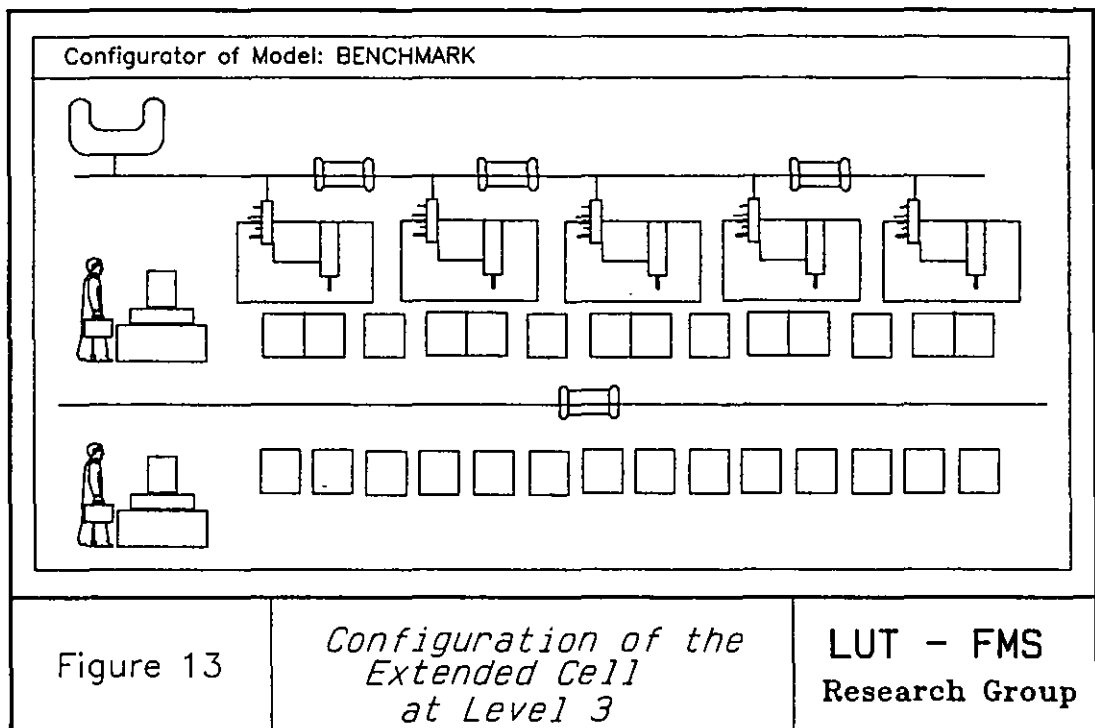 Configurator of Model: BENCHMARK
Figure 13
Configuration of the
Extended Cell
at Level 3
LUT - FMS
Research Group